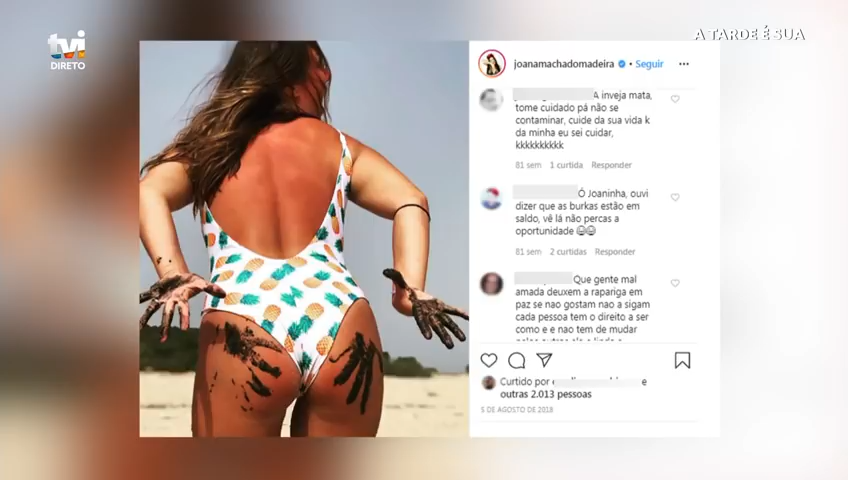 tvi
DIRETO
A TARDE É SUA
joanamachadomadeira • Seguir
A inveja mata,
tome cuidado pá não se
contaminar, cuide da sua vida k
da minha eu sei cuidar,
kkkkkkkkkk
81 sem 1 curtida Responder
Ó Joaninha, ouvi
dizer que as burkas estão em
saldo, vê lá não percas a
oportunidade 😂😂
81 sem 2 curtidas Responder
Que gente mal
amada deuxem a rapariga em
paz se nao gostam nao a sigam
cada pessoa tem o direito a ser
como e e nao tem de mudar
Curtido por e
outras 2.013 pessoas
5 DE AGOSTO DE 2018